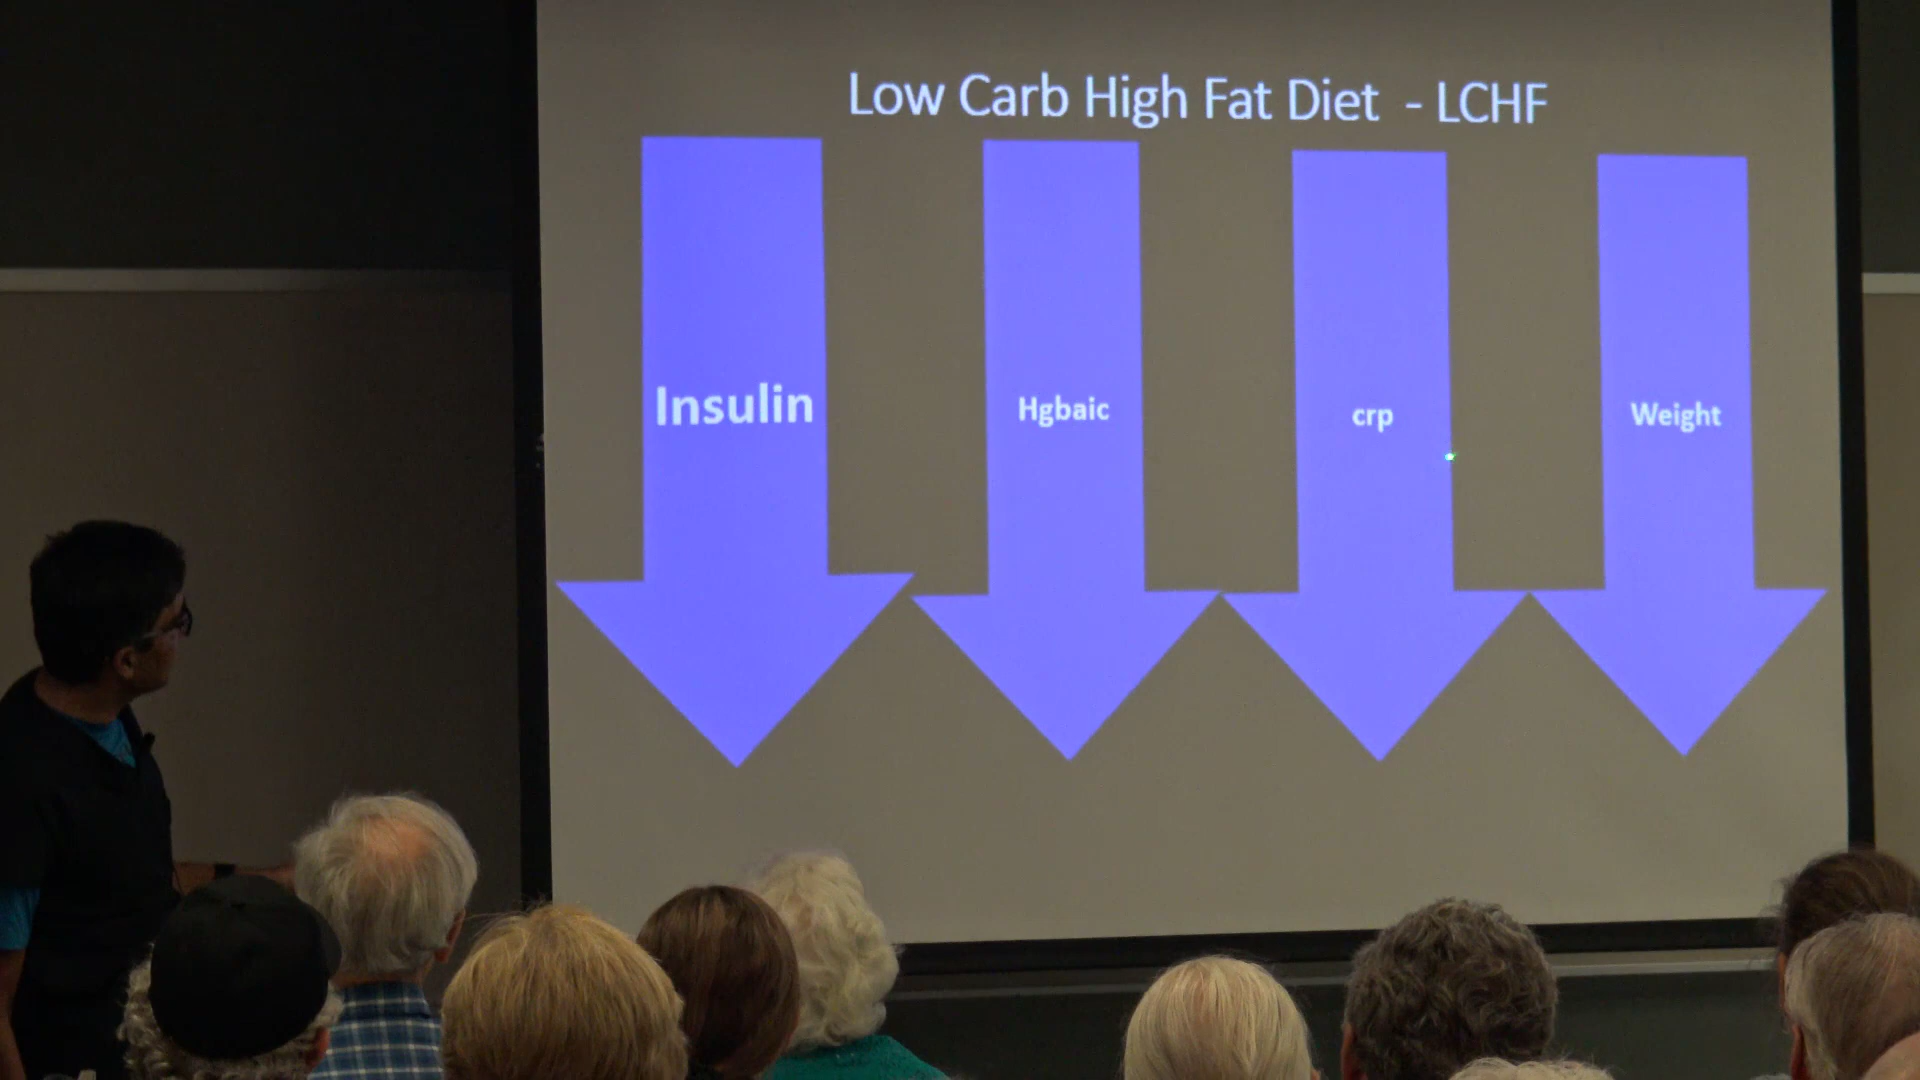 Low Carb High Fat Diet - LCHF
Insulin
Hgbaic
crp
Weight